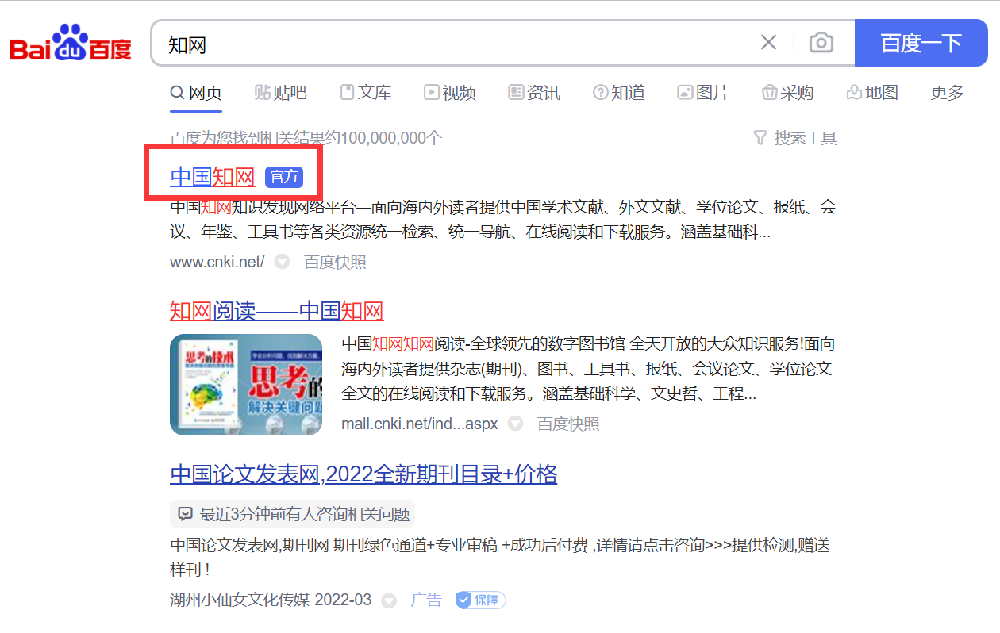 Bai du 百度 知网 百度一下
网页 贴 贴吧 文库 视频 资讯 知道 图片 采购 地图 更多
百度为您找到相关结果约100,000,000个 搜索工具
中国知网 官方
中国知网知识发现网络平台—面向海内外读者提供中国学术文献、外文文献、学位论文、报纸、会
议、年鉴、工具书等各类资源统一检索、统一导航、在线阅读和下载服务。涵盖基础科...
www.cnki.net/ 百度快照
知网阅读——中国知网
思考的技术
思考的
解决关键问题
中国知网知网阅读-全球领先的数字图书馆 全天开放的大众知识服务!面向
海内外读者提供杂志(期刊)、图书、工具书、报纸、会议论文、学位论文
全文的在线阅读和下载服务。涵盖基础科学、文史哲、工程...
mall.cnki.net/ind...aspx 百度快照
中国论文发表网,2022全新期刊目录+价格
最近3分钟前有人咨询相关问题
中国论文发表网,期刊网 期刊绿色通道+专业审稿 +成功后付费 ,详情请点击咨询>>>提供检测,赠送
样刊！
湖州小仙女文化传媒 2022-03 广告 保障